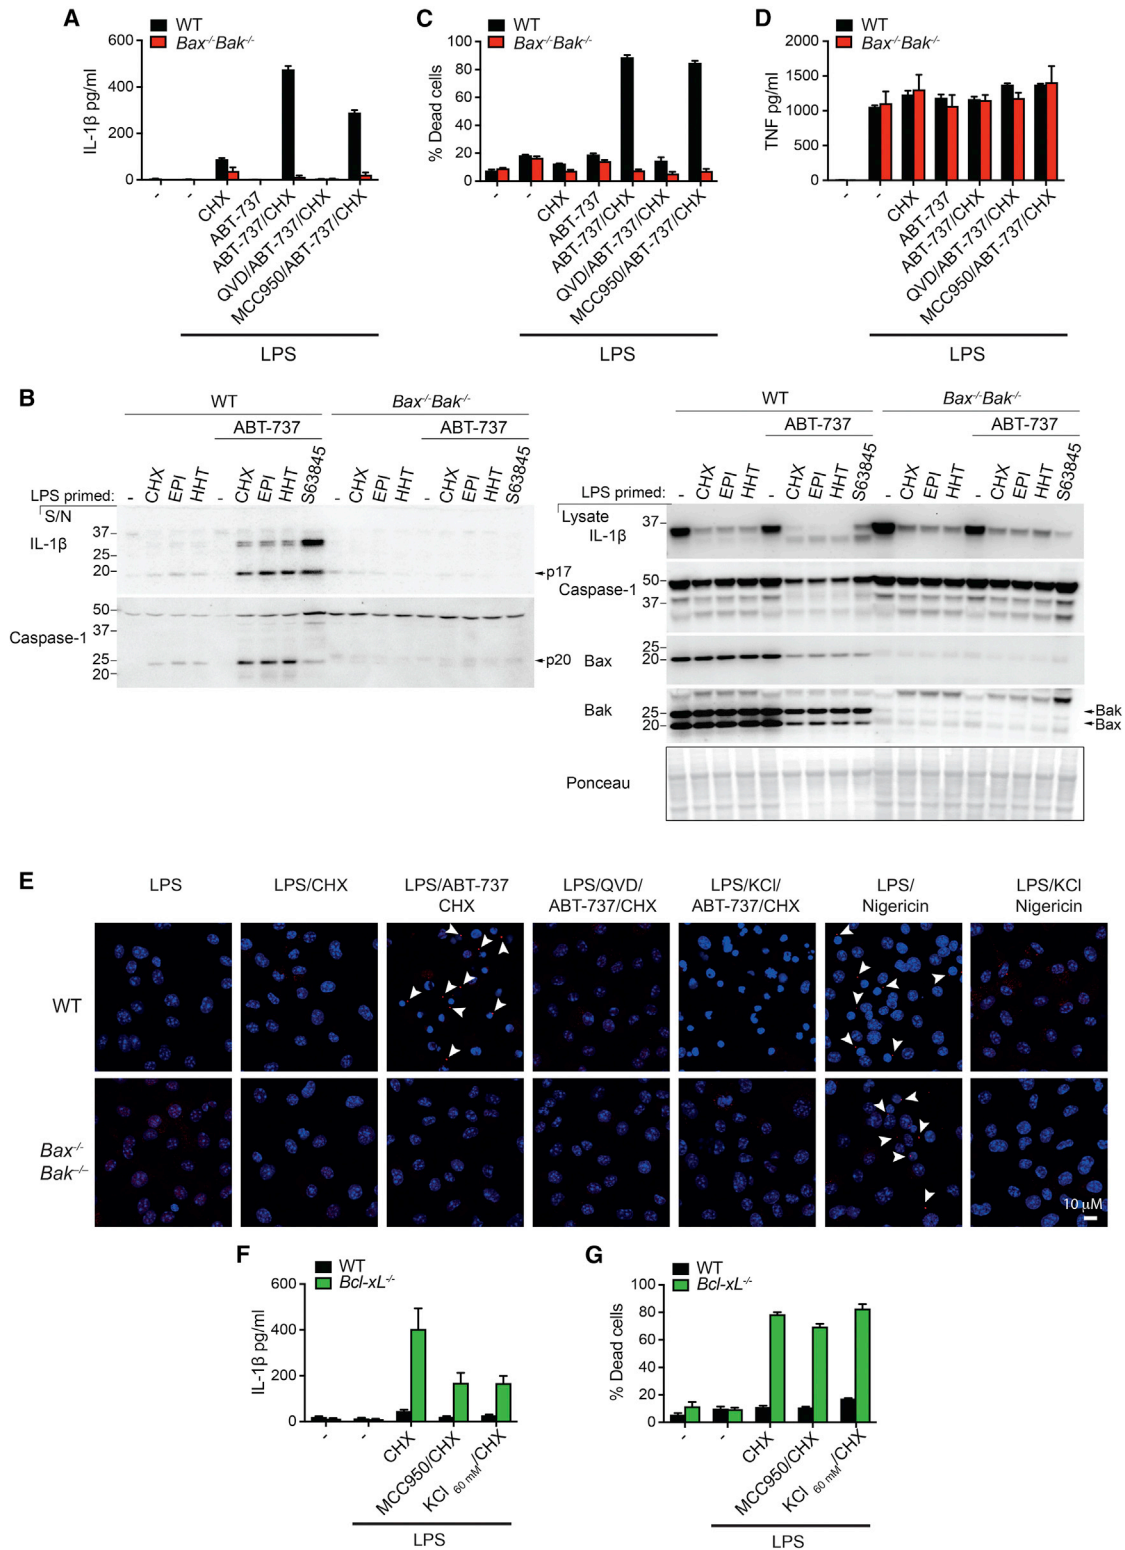 A
WT
Bax-/-Bak-/-
600
400
200
0
IL-1β pg/ml
-
-
CHX
ABT-737
ABT-737/CHX
QVD/ABT-737/CHX
MCC950/ABT-737/CHX
LPS
C
WT
Bax-/-Bak-/-
100
80
60
40
20
0
% Dead cells
-
-
CHX
ABT-737
ABT-737/CHX
QVD/ABT-737/CHX
MCC950/ABT-737/CHX
LPS
D
WT
Bax-/-Bak-/-
2000
1500
1000
500
0
TNF pg/ml
-
-
CHX
ABT-737
ABT-737/CHX
QVD/ABT-737/CHX
MCC950/ABT-737/CHX
LPS
B
WT Bax-/-Bak-/-
ABT-737 ABT-737
LPS primed: - CHX EPI HHT - CHX EPI HHT S63845 - CHX EPI HHT - CHX EPI HHT S63845
S/N
IL-1β
37
25
20
p17
Caspase-1
50
37
25
20
p20
WT Bax-/-Bak-/-
ABT-737 ABT-737
LPS primed: - CHX EPI HHT - CHX EPI HHT S63845 - CHX EPI HHT - CHX EPI HHT S63845
Lysate
IL-1β
37
Caspase-1
50
37
Bax
25
20
Bak
25
20
Bak
Bax
Ponceau
E
LPS
LPS/CHX
LPS/ABT-737
CHX
LPS/QVD/
ABT-737/CHX
LPS/KCl/
ABT-737/CHX
LPS/
Nigericin
LPS/KCl
Nigericin
WT
Bax-/-
Bak-/-
10 μM
F
WT
Bcl-xL-/-
600
400
200
0
IL-1β pg/ml
-
-
CHX
MCC950/CHX
KCl 60 mM/CHX
LPS
G
WT
Bcl-xL-/-
100
80
60
40
20
0
% Dead cells
-
-
CHX
MCC950/CHX
KCl 60 mM/CHX
LPS